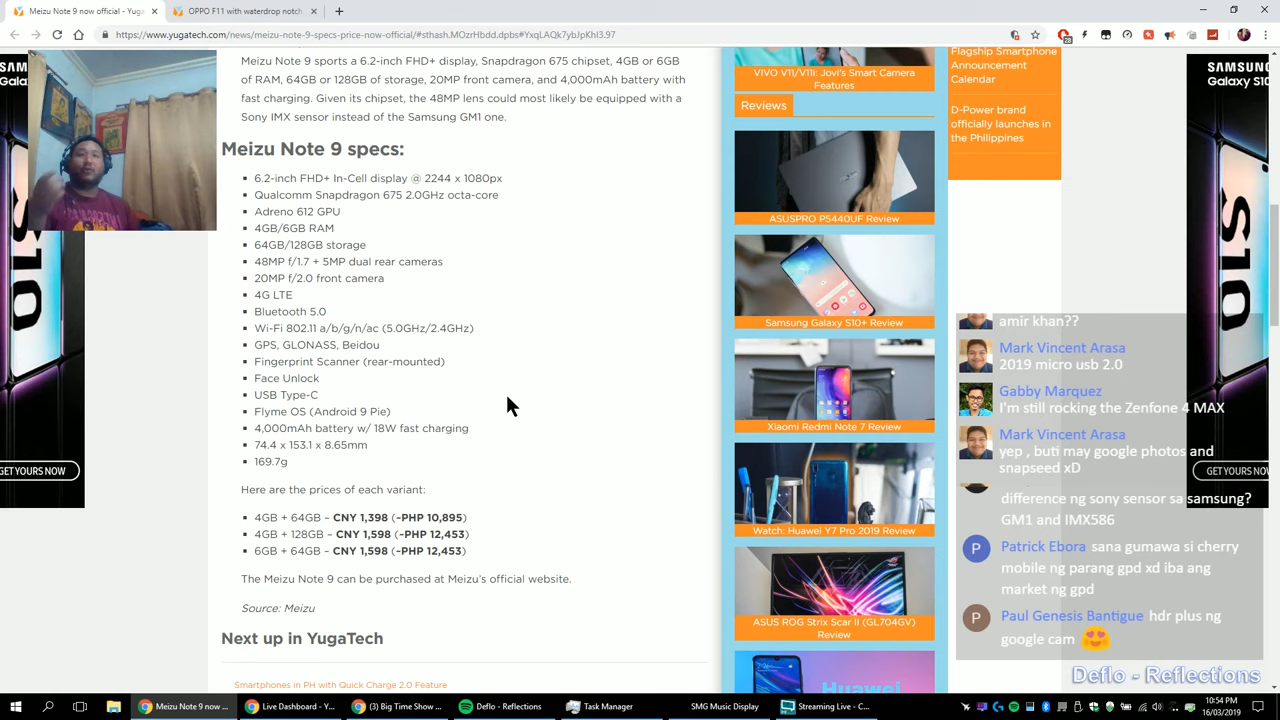 Meizu Note 9 now official - Yuga
OPPO F11 with waterdrop notch
https://www.yugatech.com/news/meizu-note-9-specs-price-now-official/#sthash.MOzrHbdd.dpbs#YxqLAQk7ybJpKhI3.97
28
Meizu Note 9 sports a 6.2-inch FHD+ display, Snapdragon 675 chipset, 4GB or 6GB
of RAM, 64GB or 128GB of storage, 20MP front camera, and 4,000mAh battery with
fast charging. Given its chipset, the 48MP lens could most likely be equipped with a
Sony IMX sensor instead of the Samsung GM1 one.
Meizu Note 9 specs:
6.2-inch FHD+ In-Cell display @ 2244 x 1080px
Qualcomm Snapdragon 675 2.0GHz octa-core
Adreno 612 GPU
4GB/6GB RAM
64GB/128GB storage
48MP f/1.7 + 5MP dual rear cameras
20MP f/2.0 front camera
4G LTE
Bluetooth 5.0
Wi-Fi 802.11 a/b/g/n/ac (5.0GHz/2.4GHz)
GPS, GLONASS, Beidou
Fingerprint Scanner (rear-mounted)
Face Unlock
USB Type-C
Flyme OS (Android 9 Pie)
4,000mAh battery w/ 18W fast charging
74.4 x 153.1 x 8.65mm
169.7g
Here are the prices of each variant:
4GB + 64GB – CNY 1,398 (~PHP 10,895)
4GB + 128GB – CNY 1,598 (~PHP 12,453)
6GB + 64GB – CNY 1,598 (~PHP 12,453)
The Meizu Note 9 can be purchased at Meizu's official website.
Source: Meizu
Next up in YugaTech
Smartphones in PH with Quick Charge 2.0 Feature
VIVO V11/V11i: Jovi's Smart Camera
Features
Reviews
ASUSPRO P5440UF Review
Samsung Galaxy S10+ Review
Xiaomi Redmi Note 7 Review
Watch: Huawei Y7 Pro 2019 Review
ASUS ROG Strix Scar II (GL704GV)
Review
Huawei
Flagship Smartphone
Announcement
Calendar
D-Power brand
officially launches in
the Philippines
SAM
Gala
S10
GET YOURS NOW
SAMSUNG
Galaxy S10
S10
GET YOURS NOW
amir khan??
Mark Vincent Arasa
2019 micro usb 2.0
Gabby Marquez
I'm still rocking the Zenfone 4 MAX
Mark Vincent Arasa
yep , buti may google photos and
snapseed xD
difference ng sony sensor sa samsung?
GM1 and IMX586
Patrick Ebora sana gumawa si cherry
mobile ng parang gpd xd iba ang
market ng gpd
Paul Genesis Bantigue hdr plus ng
google cam 😍
Deflo - Reflections
Meizu Note 9 now ...
Live Dashboard - Y...
(3) Big Time Show ...
Deflo - Reflections
Task Manager
SMG Music Display
Streaming Live - C...
10:54 PM
16/03/2019